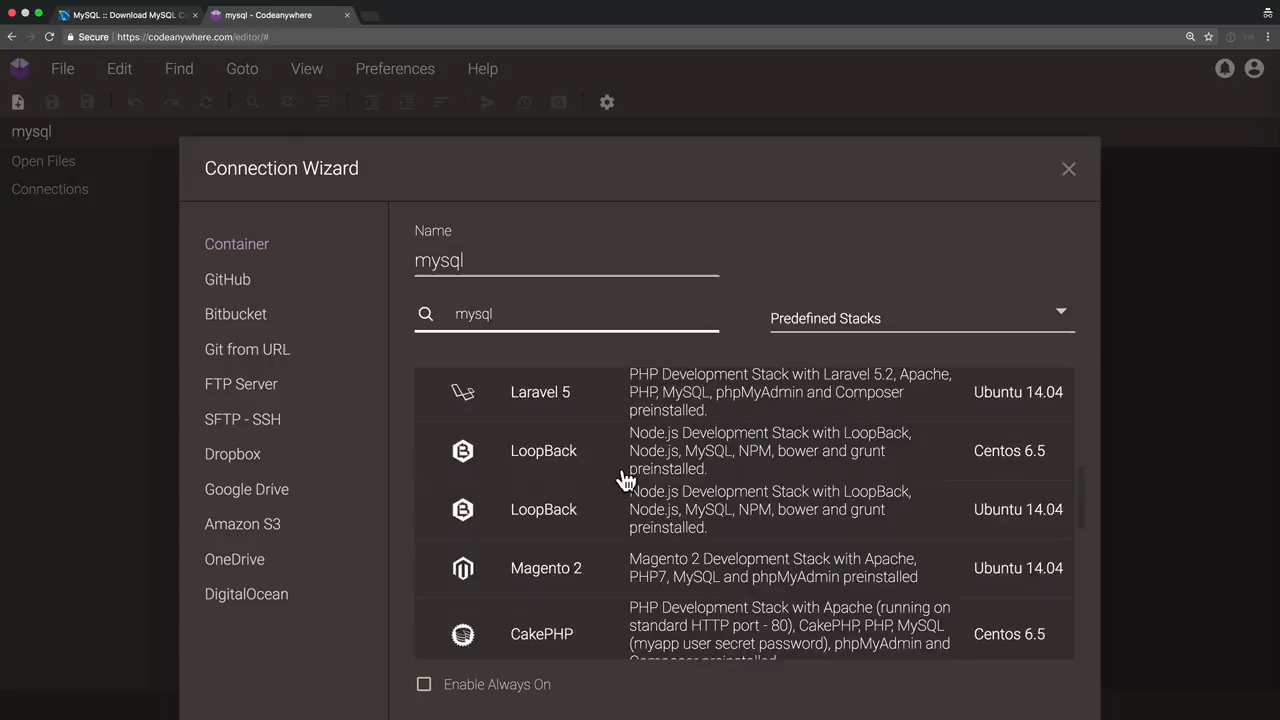 MySQL :: Download MySQL C
mysql - Codeanywhere
Secure
https://codeanywhere.com/editor/#
File Edit Find Goto View Preferences Help
mysql
Open Files
Connections
Connection Wizard
Container
GitHub
Bitbucket
Git from URL
FTP Server
SFTP - SSH
Dropbox
Google Drive
Amazon S3
OneDrive
DigitalOcean
Name
mysql
mysql
Predefined Stacks
Laravel 5
PHP Development Stack with Laravel 5.2, Apache,
PHP, MySQL, phpMyAdmin and Composer
preinstalled.
Ubuntu 14.04
LoopBack
Node.js Development Stack with LoopBack,
Node.js, MySQL, NPM, bower and grunt
preinstalled.
Centos 6.5
LoopBack
Node.js Development Stack with LoopBack,
Node.js, MySQL, NPM, bower and grunt
preinstalled.
Ubuntu 14.04
Magento 2
Magento 2 Development Stack with Apache,
PHP7, MySQL and phpMyAdmin preinstalled
Ubuntu 14.04
CakePHP
PHP Development Stack with Apache (running on
standard HTTP port - 80), CakePHP, PHP, MySQL
(myapp user secret password), phpMyAdmin and
Composer preinstalled
Centos 6.5
Enable Always On